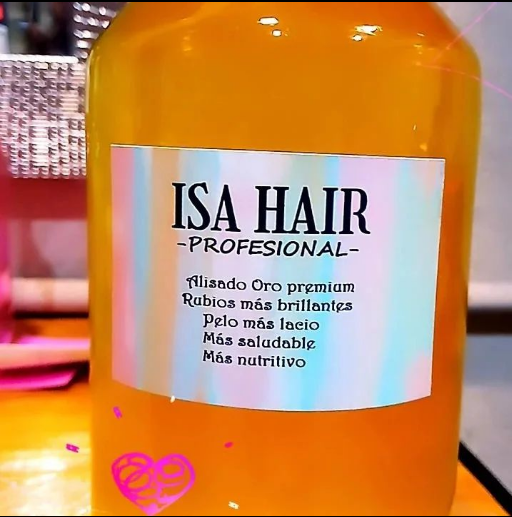 ISA HAIR
-PROFESIONAL-
Alisado Oro premium
Rubios más brillantes
Pelo más lacio
Más saludable
Más nutritivo